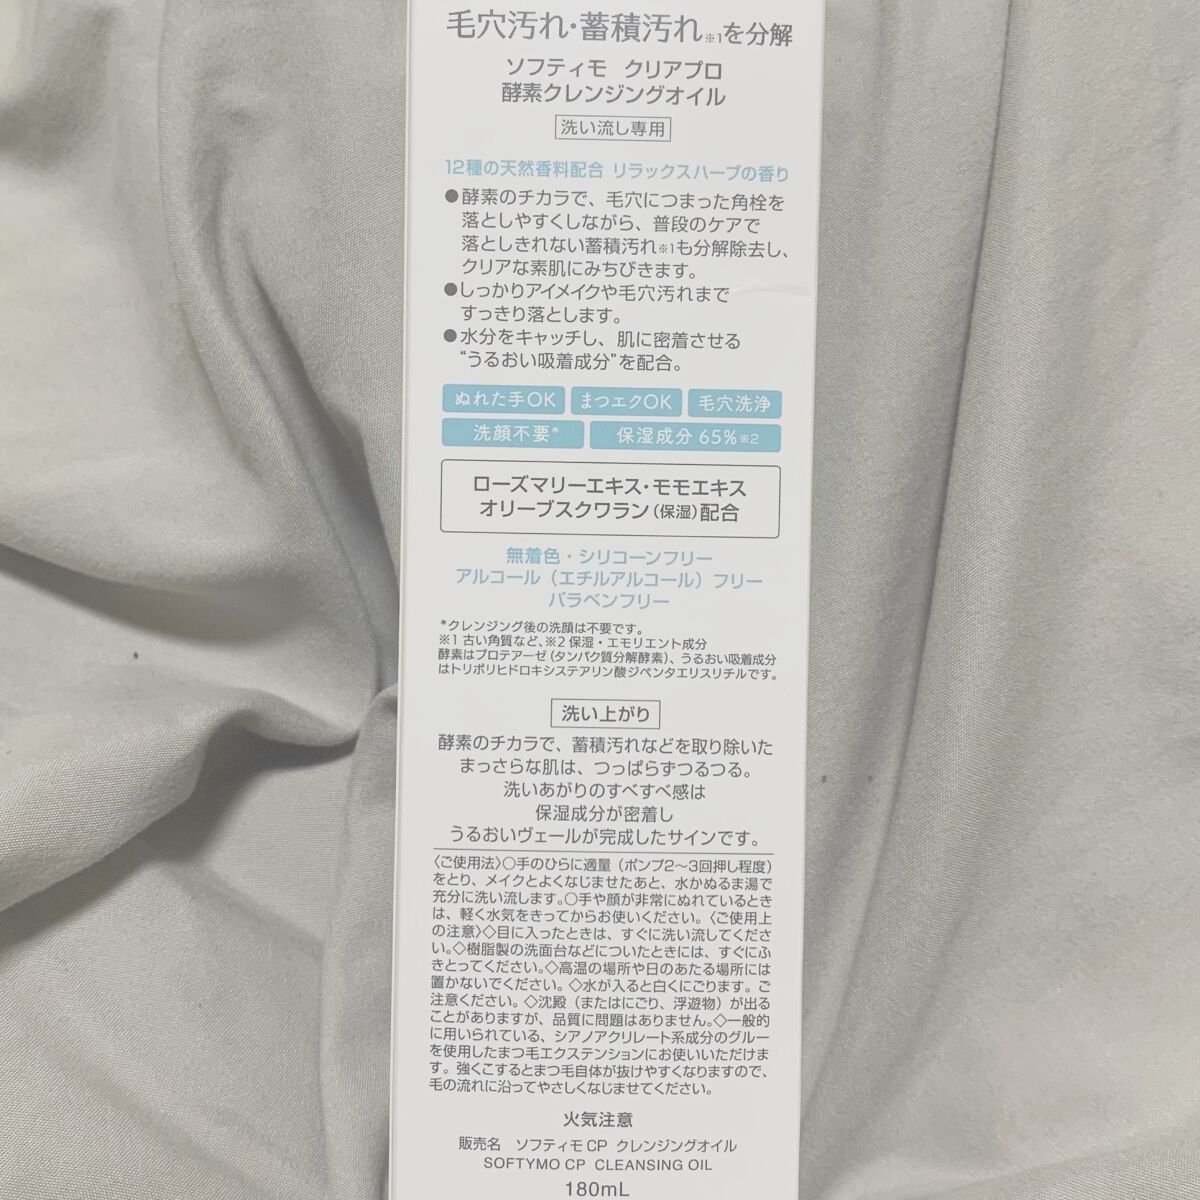 毛穴汚れ・蓄積汚れ※1を分解
ソフティモ クリアプロ
酵素クレンジングオイル
洗い流し専用
12種の天然香料配合 リラックスハーブの香り
●酵素のチカラで、毛穴につまった角栓を
落としやすくしながら、普段のケアで
落としきれない蓄積汚れ※1も分解除去し、
クリアな素肌にみちびきます。
●しっかりアイメイクや毛穴汚れまで
すっきり落とします。
●水分をキャッチし、肌に密着させる
“うるおい吸着成分”を配合。
ぬれた手OK まつエクOK 毛穴洗浄
洗顔不要* 保湿成分 65%※2
ローズマリーエキス・モモエキス
オリーブスクワラン（保湿）配合
無着色・シリコーンフリー
アルコール（エチルアルコール）フリー
パラベンフリー
*クレンジング後の洗顔は不要です。
※1 古い角質など、※2 保湿・エモリエント成分
酵素はプロテアーゼ（タンパク質分解酵素）、うるおい吸着成分
はトリポリヒドロキシステアリン酸ジペンタエリスリチルです。
洗い上がり
酵素のチカラで、蓄積汚れなどを取り除いた
まっさらな肌は、つっぱらずつるつる。
洗いあがりのすべすべ感は
保湿成分が密着し
うるおいヴェールが完成したサインです。
〈ご使用法〉○手のひらに適量（ポンプ2〜3回押し程度）
をとり、メイクとよくなじませたあと、水かぬるま湯で
充分に洗い流します。○手や顔が非常にぬれているとき
は、軽く水気をきってからお使いください。〈ご使用上
の注意〉◇目に入ったときは、すぐに洗い流してくださ
い。◇樹脂製の洗面台などについたときには、すぐにふ
きとってください。◇高温の場所や日のあたる場所には
置かないでください。◇水が入ると白くにごります。ご
注意ください。◇沈殿（またはにごり、浮遊物）が出る
ことがありますが、品質に問題はありません。◇一般的
に用いられている、シアノアクリレート系成分のグルー
を使用したまつ毛エクステンションにお使いいただけま
す。強くこするとまつ毛自体が抜けやすくなりますので、
毛の流れに沿ってやさしくなじませてください。
火気注意
販売名 ソフティモCP クレンジングオイル
SOFTYMO CP CLEANSING OIL
180mL